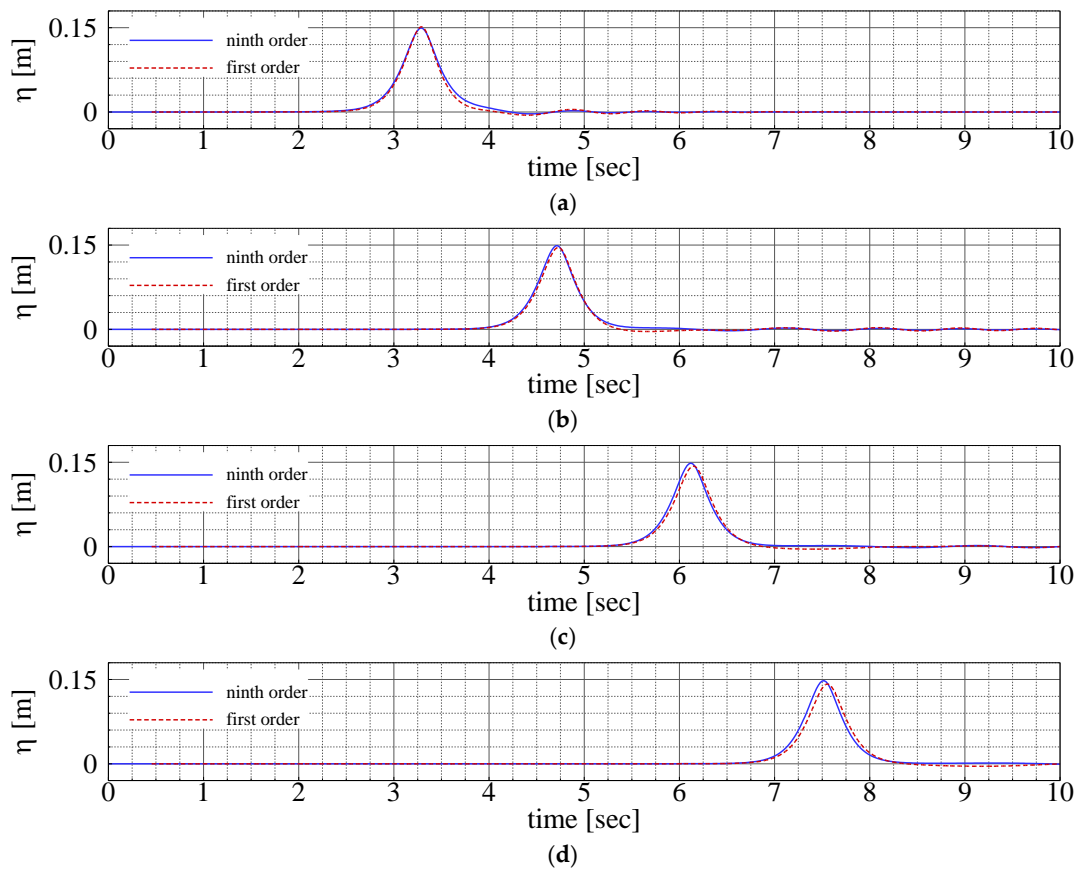 0.15
η [m]
0
ninth order
first order
0 1 2 3 4 5 6 7 8 9 10
time [sec]
(a)
0.15
η [m]
0
ninth order
first order
0 1 2 3 4 5 6 7 8 9 10
time [sec]
(b)
0.15
η [m]
0
ninth order
first order
0 1 2 3 4 5 6 7 8 9 10
time [sec]
(c)
0.15
η [m]
0
ninth order
first order
0 1 2 3 4 5 6 7 8 9 10
time [sec]
(d)